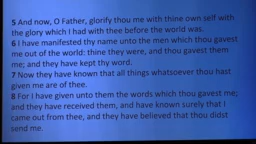 5 And now, O Father, glorify thou me with thine own self with
the glory which I had with thee before the world was.
6 I have manifested thy name unto the men which thou gavest
me out of the world: thine they were, and thou gavest them
me; and they have kept thy word.
7 Now they have known that all things whatsoever thou hast
given me are of thee.
8 For I have given unto them the words which thou gavest me;
and they have received them, and have known surely that I
came out from thee, and they have believed that thou didst
send me.